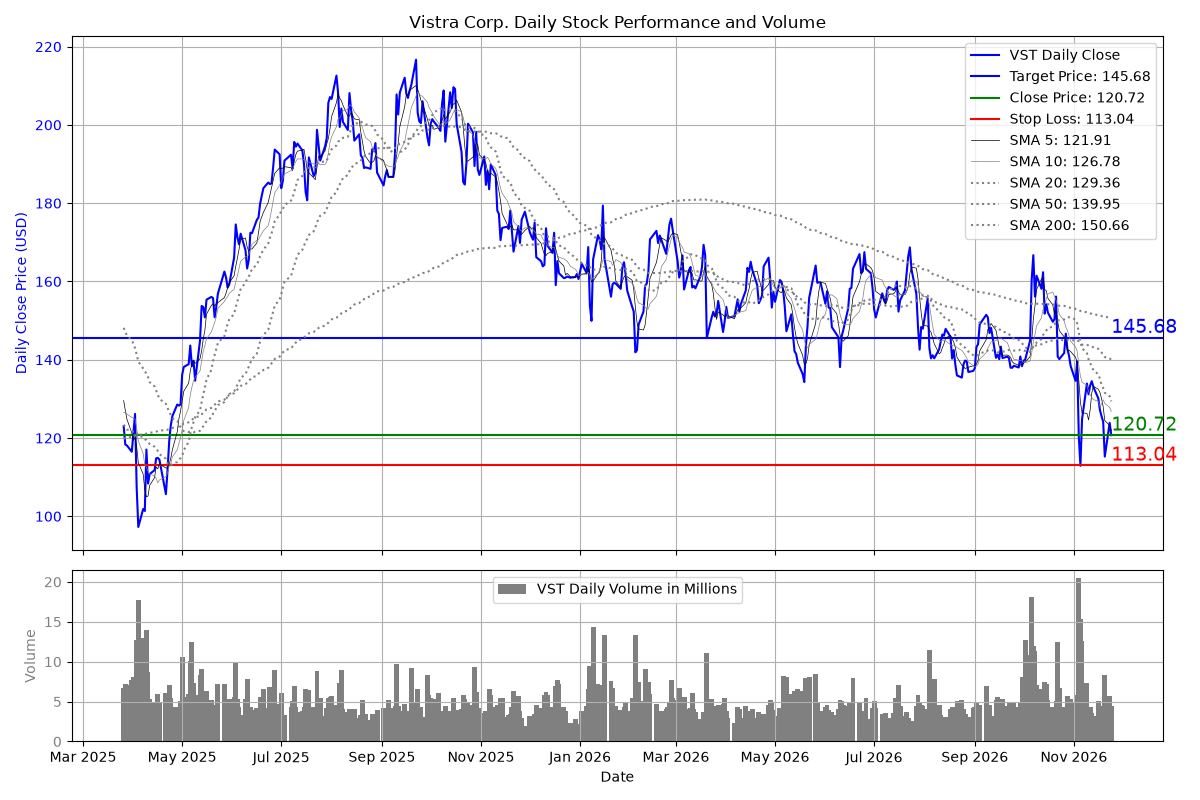 Vistra Corp. Daily Stock Performance and Volume
Daily Close Price (USD)
220
200
180
160
140
120
100
VST Daily Close
Target Price: 145.68
Close Price: 120.72
Stop Loss: 113.04
SMA 5: 121.91
SMA 10: 126.78
SMA 20: 129.36
SMA 50: 139.95
SMA 200: 150.66
145.68
120.72
113.04
Volume
20
15
10
5
0
VST Daily Volume in Millions
Mar 2025 May 2025 Jul 2025 Sep 2025 Nov 2025 Jan 2026 Mar 2026 May 2026 Jul 2026 Sep 2026 Nov 2026
Date